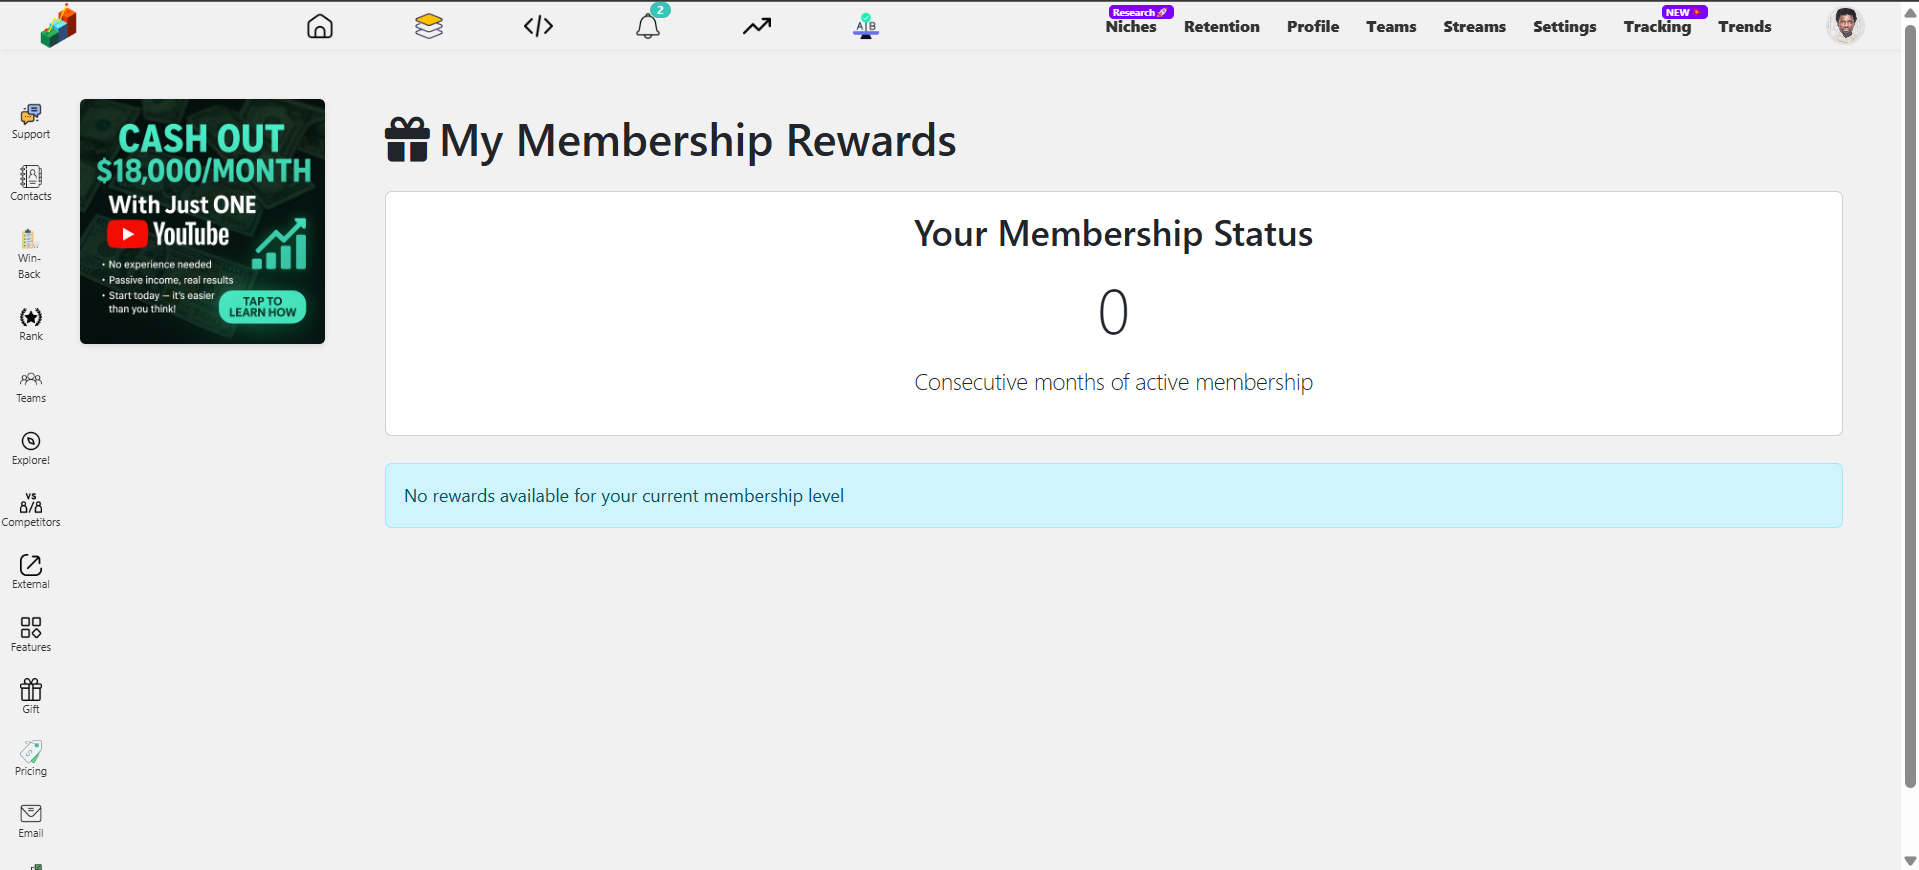 2
Research
Niches
Retention
Profile
Teams
Streams
Settings
NEW
Tracking
Trends
Support
Contacts
Win-
Back
Rank
Teams
Explore!
VS
Competitors
External
Features
Gift
Pricing
Email
CASH OUT
$18,000/MONTH
With Just ONE
YouTube
• No experience needed
• Passive income, real results
• Start today — it's easier
than you think!
TAP TO
LEARN HOW
My Membership Rewards
Your Membership Status
0
Consecutive months of active membership
No rewards available for your current membership level